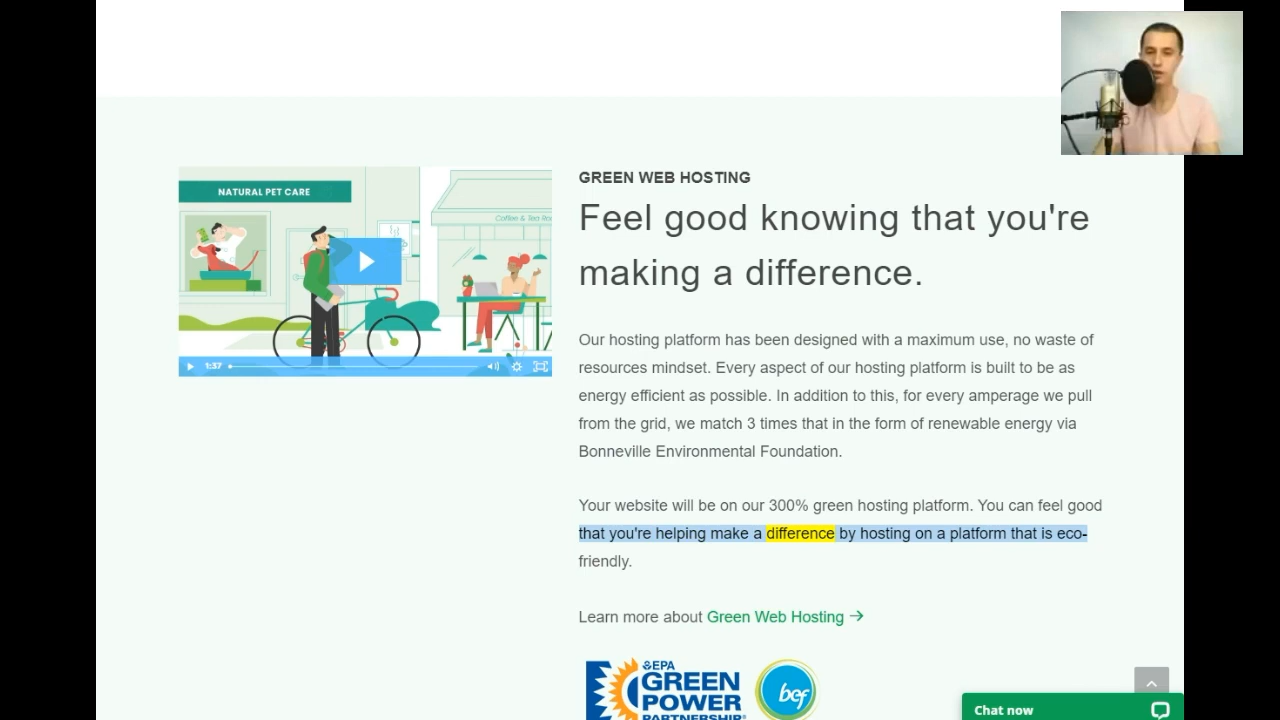 NATURAL PET CARE
Coffee & Tea Ro
1:37
GREEN WEB HOSTING
Feel good knowing that you're
making a difference.
Our hosting platform has been designed with a maximum use, no waste of
resources mindset. Every aspect of our hosting platform is built to be as
energy efficient as possible. In addition to this, for every amperage we pull
from the grid, we match 3 times that in the form of renewable energy via
Bonneville Environmental Foundation.
Your website will be on our 300% green hosting platform. You can feel good
that you're helping make a difference by hosting on a platform that is eco-
friendly.
Learn more about Green Web Hosting →
EPA
GREEN
POWER
PARTNERSHIP®
bef
Chat now